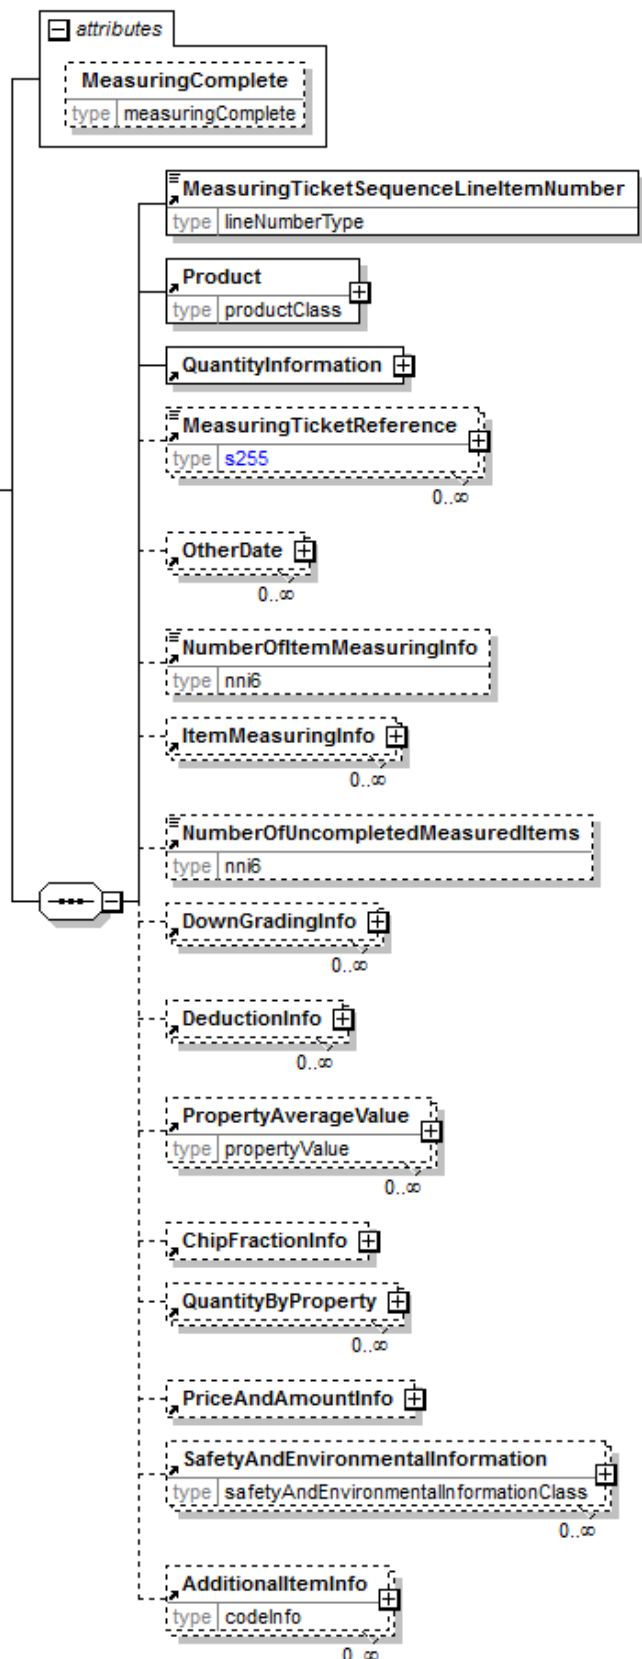 attributes
MeasuringComplete
type measuringComplete
MeasuringTicketSequenceLineItemNumber
type lineNumberType
Product
type productClass
QuantityInformation
MeasuringTicketReference
type s255
0..∞
OtherDate
0..∞
NumberOfItemMeasuringInfo
type nni6
ItemMeasuringInfo
0..∞
NumberOfUncompletedMeasuredItems
type nni6
DownGradingInfo
0..∞
DeductionInfo
0..∞
PropertyAverageValue
type propertyValue
0..∞
ChipFractionInfo
QuantityByProperty
0..∞
PriceAndAmountInfo
SafetyAndEnvironmentalInformation
type safetyAndEnvironmentalInformationClass
0..∞
AdditionalItemInfo
type codeInfo
0..∞